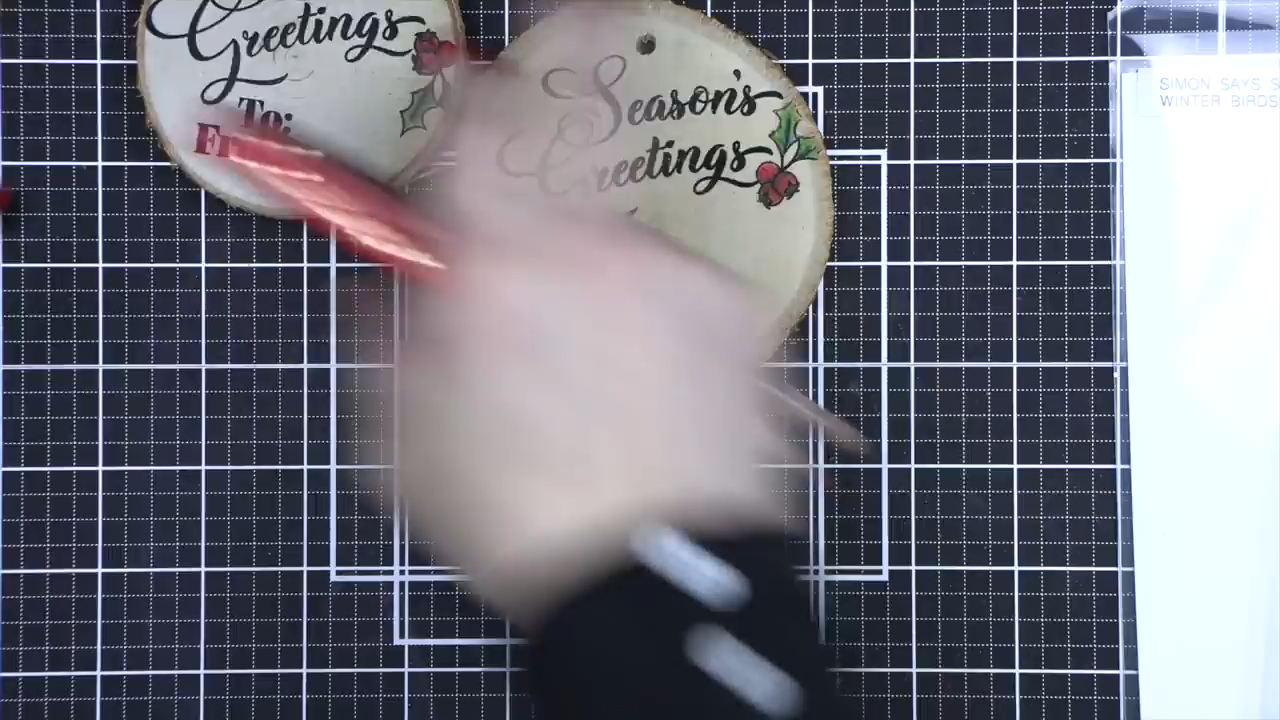 Greetings
To:
Season's
Greetings
SIMON SAYS S
WINTER BIRDS